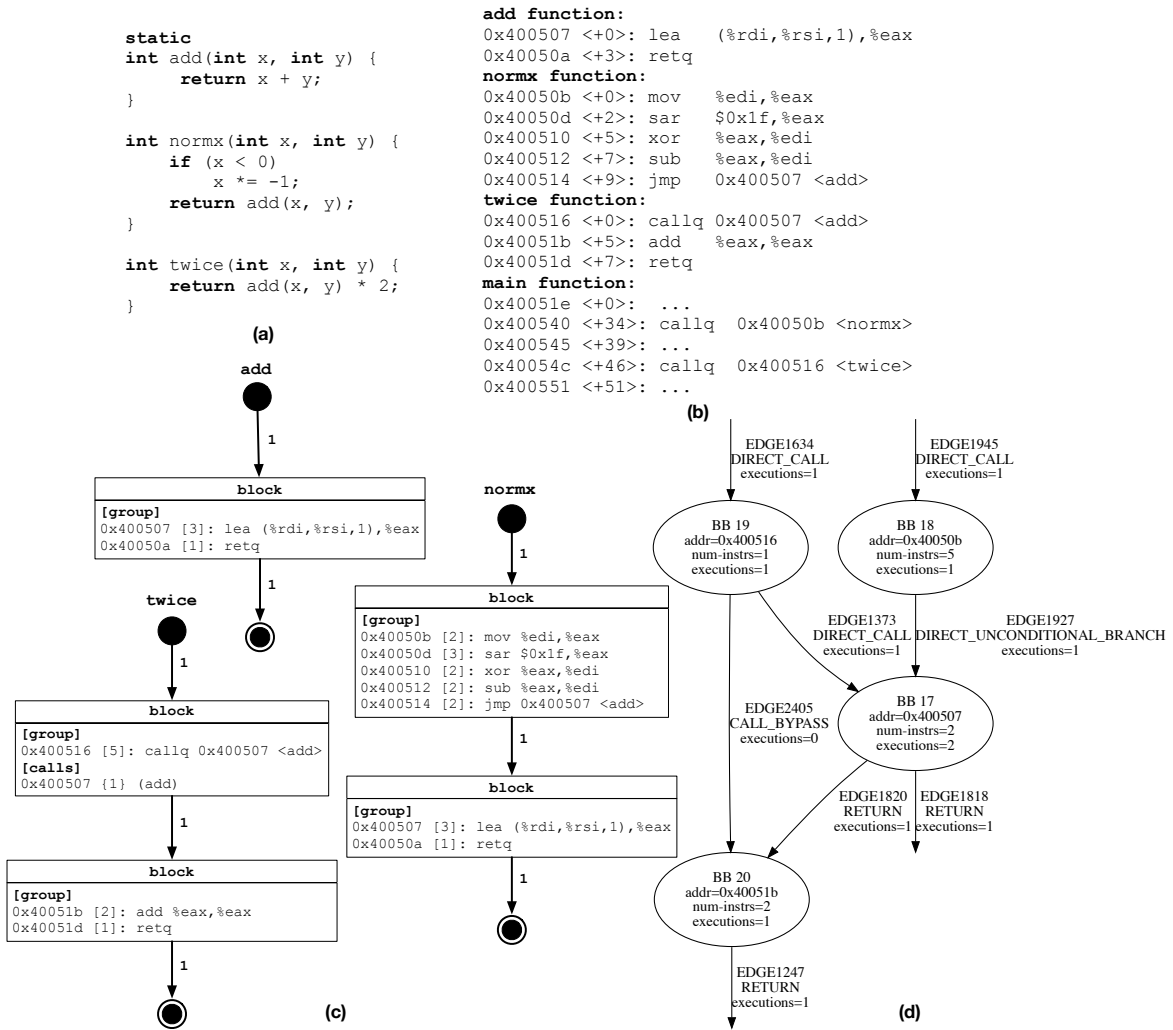 static
int add(int x, int y) {
return x + y;
}
int normx(int x, int y) {
if (x < 0)
x *= -1;
return add(x, y);
}
int twice(int x, int y) {
return add(x, y) * 2;
}
(a)
add function:
0x400507 <+0>: lea (%rdi,%rsi,1),%eax
0x40050a <+3>: retq
normx function:
0x40050b <+0>: mov %edi,%eax
0x40050d <+2>: sar $0x1f,%eax
0x400510 <+5>: xor %eax,%edi
0x400512 <+7>: sub %eax,%edi
0x400514 <+9>: jmp 0x400507 <add>
twice function:
0x400516 <+0>: callq 0x400507 <add>
0x40051b <+5>: add %eax,%eax
0x40051d <+7>: retq
main function:
0x40051e <+0>: ...
0x400540 <+34>: callq 0x40050b <normx>
0x400545 <+39>: ...
0x40054c <+46>: callq 0x400516 <twice>
0x400551 <+51>: ...
(b)
add
1
block
[group]
0x400507 [3]: lea (%rdi,%rsi,1),%eax
0x40050a [1]: retq
1
twice
1
block
[group]
0x400516 [5]: callq 0x400507 <add>
[calls]
0x400507 {1} (add)
1
block
[group]
0x40051b [2]: add %eax,%eax
0x40051d [1]: retq
1
normx
1
block
[group]
0x40050b [2]: mov %edi,%eax
0x40050d [3]: sar $0x1f,%eax
0x400510 [2]: xor %eax,%edi
0x400512 [2]: sub %eax,%edi
0x400514 [2]: jmp 0x400507 <add>
1
block
[group]
0x400507 [3]: lea (%rdi,%rsi,1),%eax
0x40050a [1]: retq
1
(c)
EDGE1634
DIRECT_CALL
executions=1
EDGE1945
DIRECT_CALL
executions=1
BB 19
addr=0x400516
num-instrs=1
executions=1
BB 18
addr=0x40050b
num-instrs=5
executions=1
EDGE1373
DIRECT_CALL
executions=1
EDGE1927
DIRECT_UNCONDITIONAL_BRANCH
executions=1
EDGE2405
CALL_BYPASS
executions=0
BB 17
addr=0x400507
num-instrs=2
executions=2
EDGE1820
RETURN
executions=1
EDGE1818
RETURN
executions=1
BB 20
addr=0x40051b
num-instrs=2
executions=1
EDGE1247
RETURN
executions=1
(d)